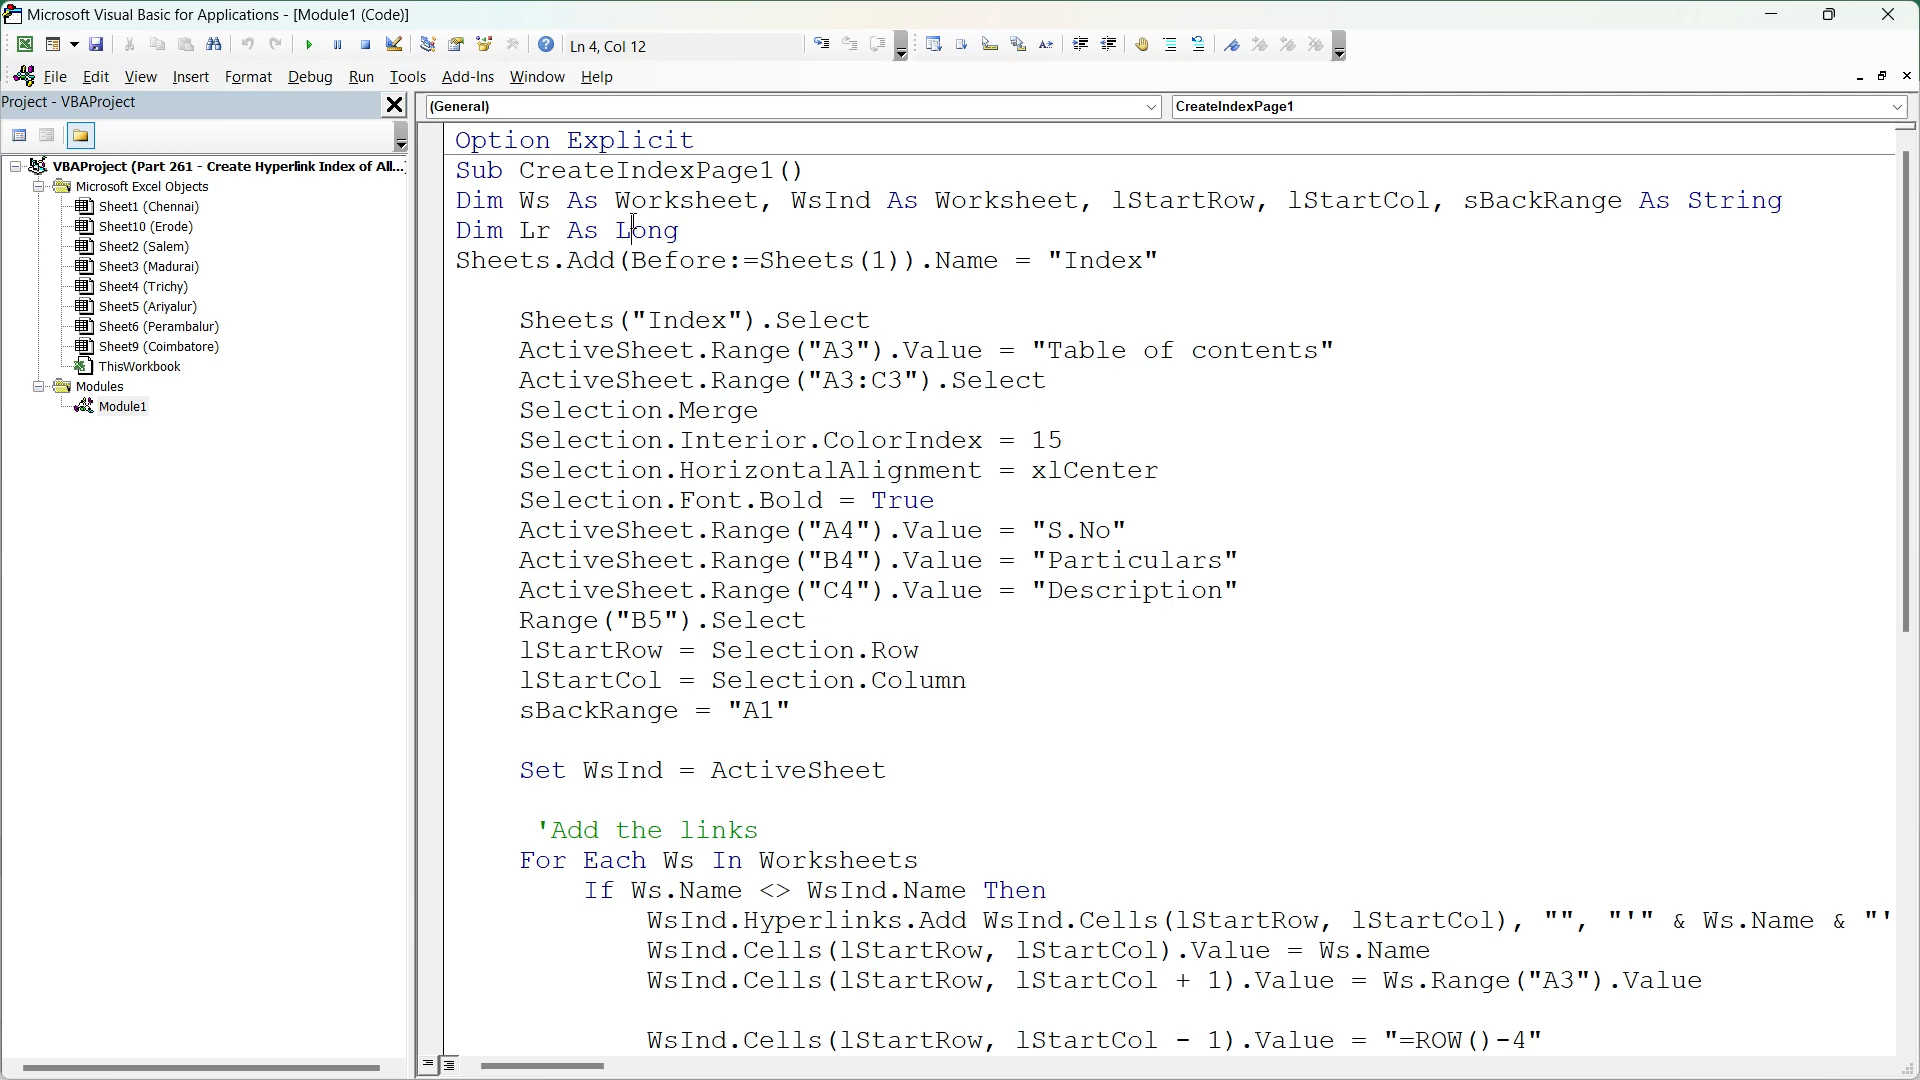 Microsoft Visual Basic for Applications - [Module1 (Code)]
Ln 4, Col 12
File Edit View Insert Format Debug Run Tools Add-Ins Window Help
Project - VBAProject
(General)
CreateIndexPage1
VBAProject (Part 261 - Create Hyperlink Index of All...
Microsoft Excel Objects
Sheet1 (Chennai)
Sheet10 (Erode)
Sheet2 (Salem)
Sheet3 (Madurai)
Sheet4 (Trichy)
Sheet5 (Ariyalur)
Sheet6 (Perambalur)
Sheet9 (Coimbatore)
ThisWorkbook
Modules
Module1
Option Explicit
Sub CreateIndexPage1()
Dim Ws As Worksheet, WsInd As Worksheet, lStartRow, lStartCol, sBackRange As String
Dim Lr As Long
Sheets.Add(Before:=Sheets(1)).Name = "Index"
Sheets("Index").Select
ActiveSheet.Range("A3").Value = "Table of contents"
ActiveSheet.Range("A3:C3").Select
Selection.Merge
Selection.Interior.ColorIndex = 15
Selection.HorizontalAlignment = xlCenter
Selection.Font.Bold = True
ActiveSheet.Range("A4").Value = "S.No"
ActiveSheet.Range("B4").Value = "Particulars"
ActiveSheet.Range("C4").Value = "Description"
Range("B5").Select
lStartRow = Selection.Row
lStartCol = Selection.Column
sBackRange = "A1"
Set WsInd = ActiveSheet
'Add the links
For Each Ws In Worksheets
If Ws.Name <> WsInd.Name Then
WsInd.Hyperlinks.Add WsInd.Cells(lStartRow, lStartCol), "", "'" & Ws.Name & "'
WsInd.Cells(lStartRow, lStartCol).Value = Ws.Name
WsInd.Cells(lStartRow, lStartCol + 1).Value = Ws.Range("A3").Value
WsInd.Cells(lStartRow, lStartCol - 1).Value = "=ROW()-4"